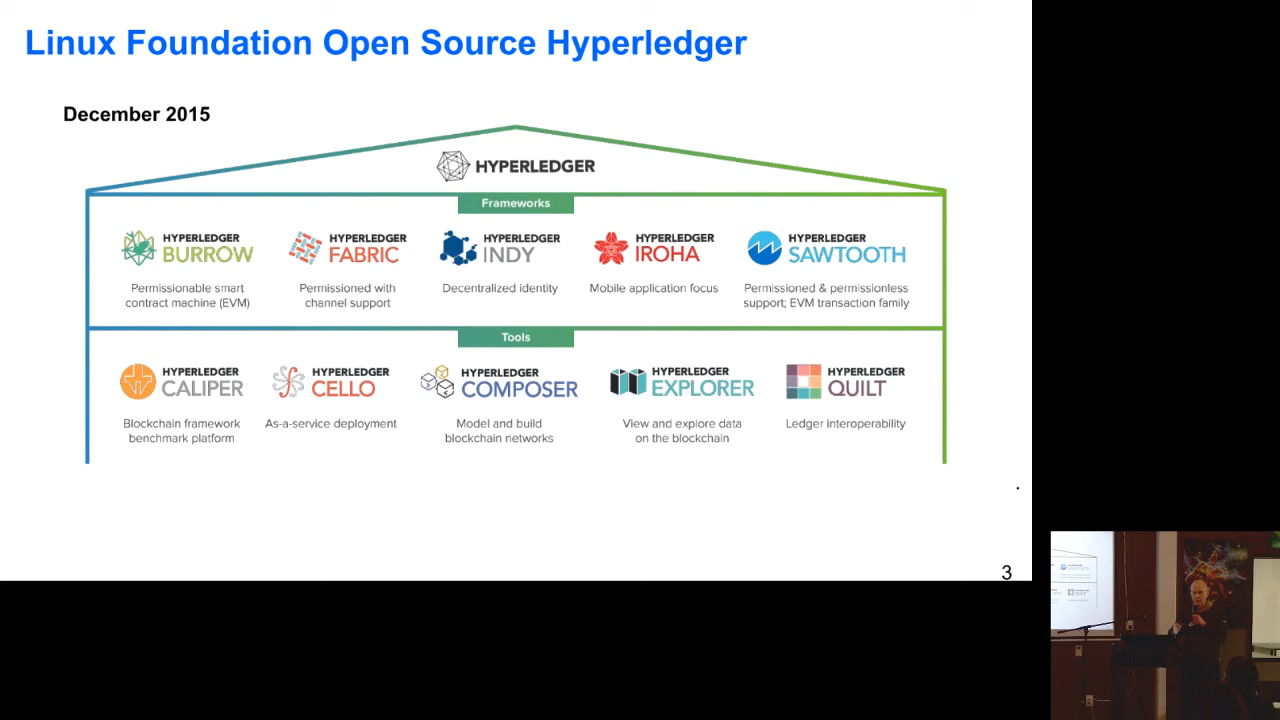 Linux Foundation Open Source Hyperledger
December 2015
HYPERLEDGER
Frameworks
HYPERLEDGER
BURROW
Permissionable smart
contract machine (EVM)
HYPERLEDGER
FABRIC
Permissioned with
channel support
HYPERLEDGER
INDY
Decentralized identity
HYPERLEDGER
IROHA
Mobile application focus
HYPERLEDGER
SAWTOOTH
Permissioned & permissionless
support; EVM transaction family
Tools
HYPERLEDGER
CALIPER
Blockchain framework
benchmark platform
HYPERLEDGER
CELLO
As-a-service deployment
HYPERLEDGER
COMPOSER
Model and build
blockchain networks
HYPERLEDGER
EXPLORER
View and explore data
on the blockchain
HYPERLEDGER
QUILT
Ledger interoperability
.
3